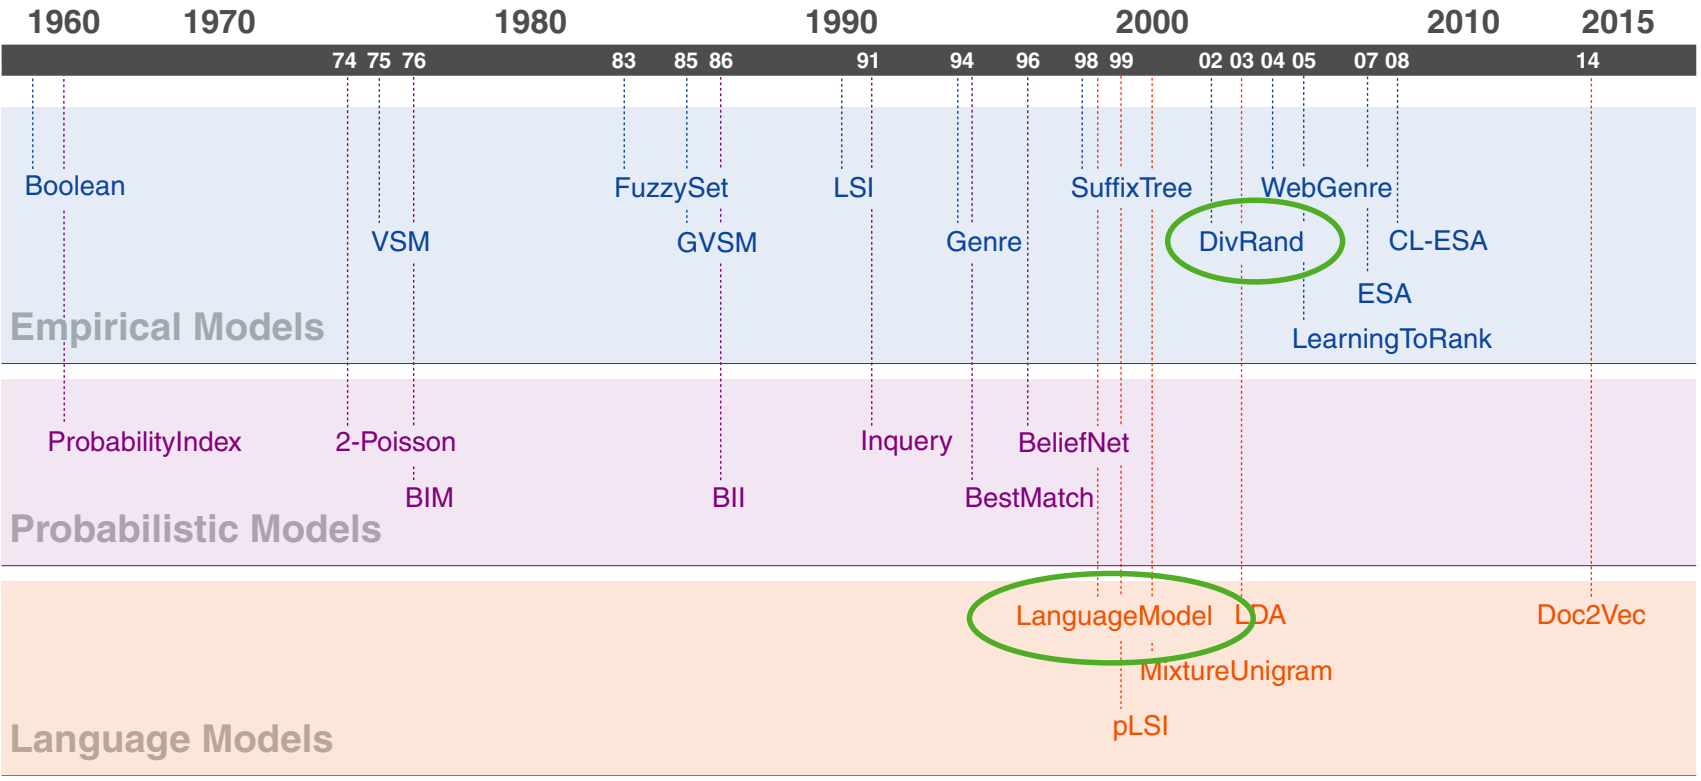 1960 1970 1980 1990 2000 2010 2015
74 75 76 83 85 86 91 94 96 98 99 02 03 04 05 07 08 14
Boolean FuzzySet LSI SuffixTree WebGenre
VSM GVSM Genre DivRand CL-ESA
ESA
Empirical Models
LearningToRank
ProbabilityIndex 2-Poisson Inquery BeliefNet
BIM BII BestMatch
Probabilistic Models
LanguageModel LDA Doc2Vec
MixtureUnigram
pLSI
Language Models